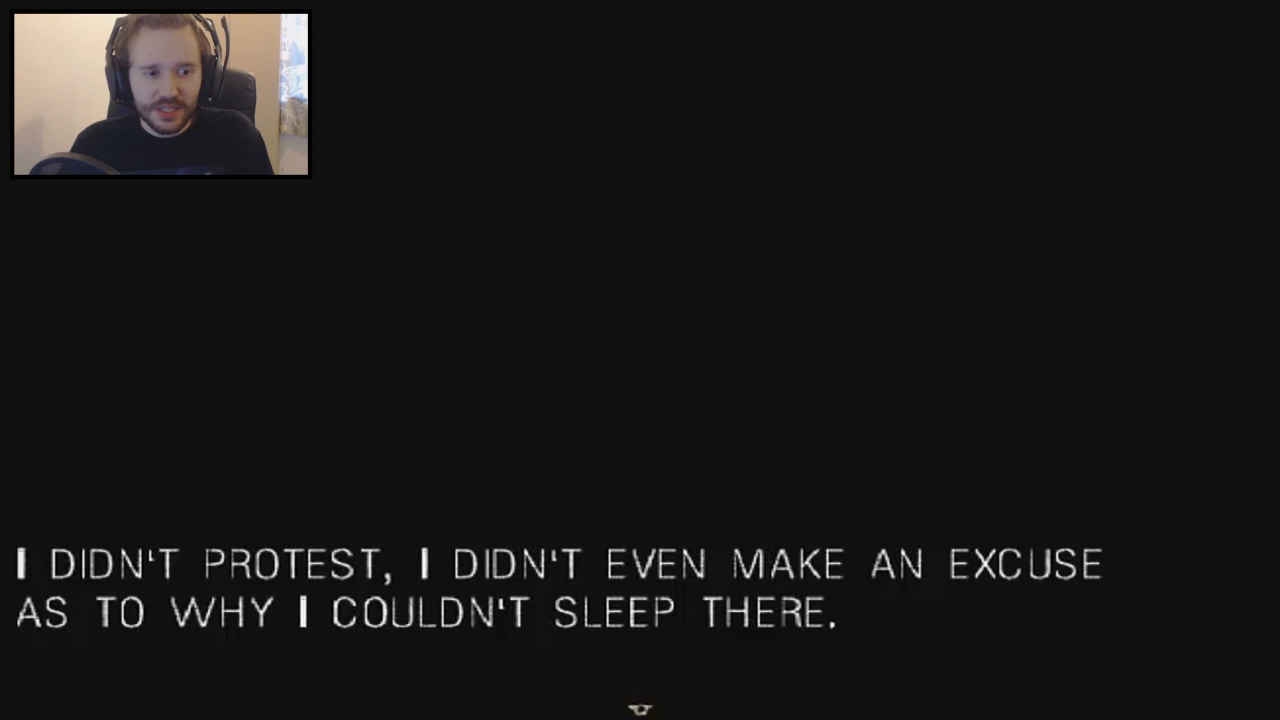 I DIDN'T PROTEST, I DIDN'T EVEN MAKE AN EXCUSE
AS TO WHY I COULDN'T SLEEP THERE.